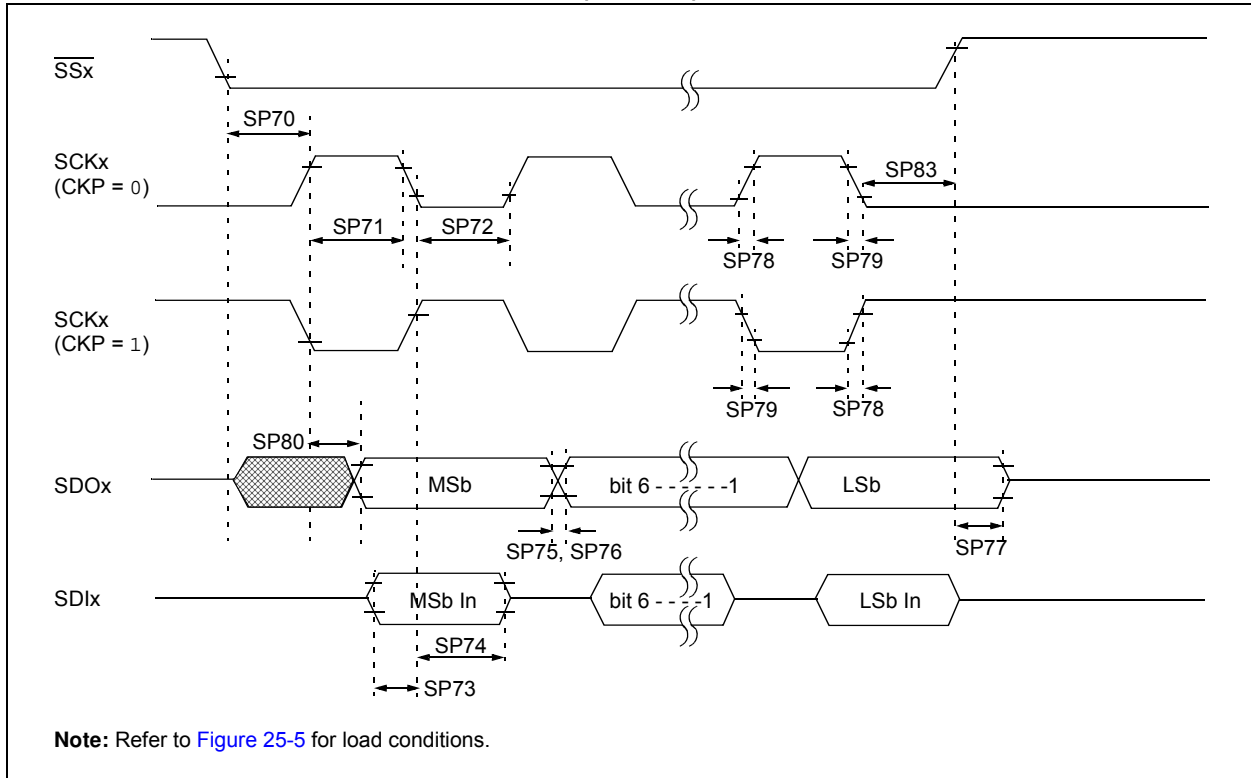 SSx
SP70
SCKx
(CKP = 0)
SP83
SP71
SP72
SP78
SP79
SCKx
(CKP = 1)
SP79
SP78
SP80
SDOx
MSb
bit 6 - - - - - -1
LSb
SP75, SP76
SP77
SDIx
MSb In
bit 6 - - - -1
LSb In
SP74
SP73
Note: Refer to Figure 25-5 for load conditions.